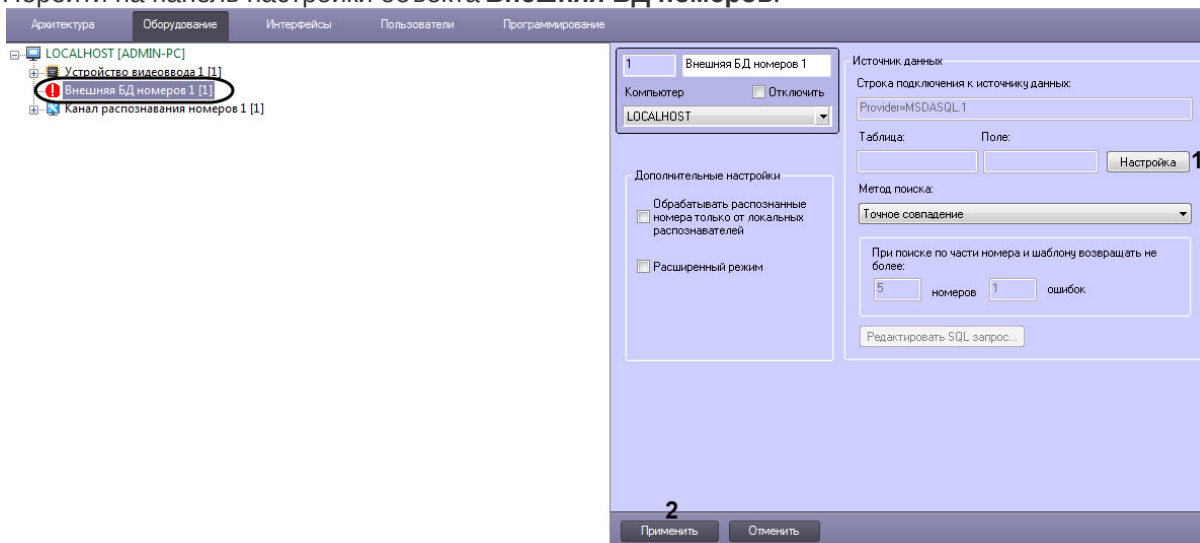 Перейти на панель настройки объекта Внешняя БД номеров.
Архитектура Оборудование Интерфейсы Пользователи Программирование
LOCALHOST [ADMIN-PC]
Устройство видеоввода 1 [1]
Внешняя БД номеров 1 [1]
Канал распознавания номеров 1 [1]
1 Внешняя БД номеров 1
Компьютер Отключить
LOCALHOST
Дополнительные настройки
Обрабатывать распознанные
номера только от локальных
распознавателей
Расширенный режим
Источник данных
Строка подключения к источнику данных:
Provider=MSDASQL.1
Таблица: Поле:
Настройка 1
Метод поиска:
Точное совпадение
При поиске по части номера и шаблону возвращать не
более:
5 номеров 1 ошибок
Редактировать SQL запрос...
2
Применить Отменить